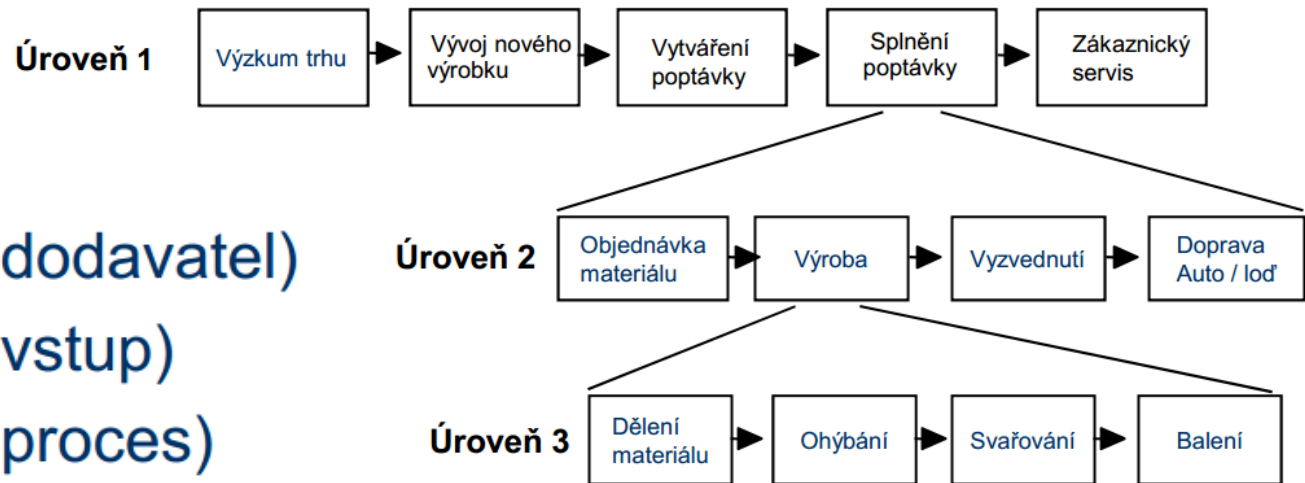 Úroveň 1
Výzkum trhu
Vývoj nového
výrobku
Vytváření
poptávky
Splnění
poptávky
Zákaznický
servis
dodavatel)
vstup)
proces)
Úroveň 2
Objednávka
materiálu
Výroba
Vyzvednutí
Doprava
Auto / loď
Úroveň 3
Dělení
materiálu
Ohýbání
Svařování
Balení